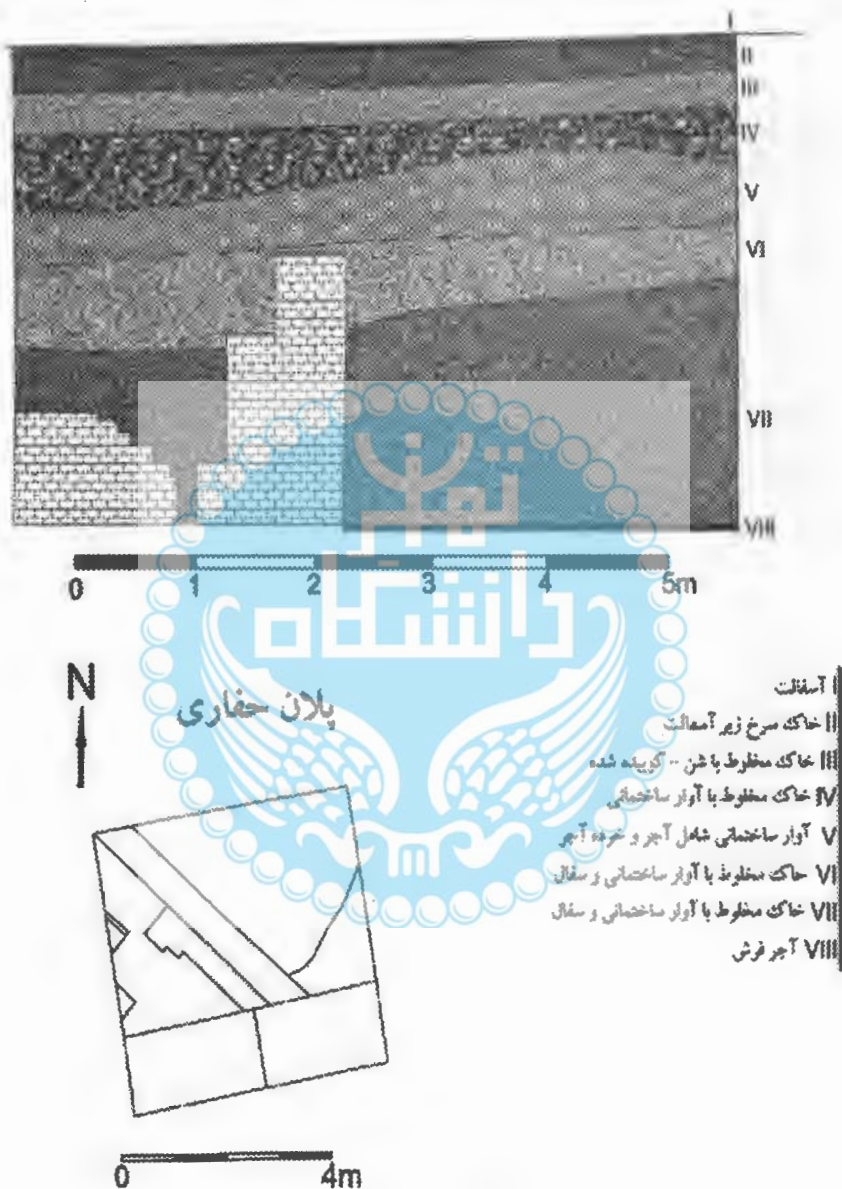 I
II
III
IV
V
VI
VII
VIII
0 1 2 3 4 5m
تهران
دانشگاه
N
پلان حفاری
I آسفالت
II خاک سرخ زیر آسفالت
III خاک مخلوط با شن - کوبیده شده
IV خاک مخلوط با آوار ساختمانی
V آوار ساختمانی شامل آجر و خرده آجر
VI خاک مخلوط با آوار ساختمانی و سفال
VII خاک مخلوط با آوار ساختمانی و سفال
VIII آجر فرش
0 4m